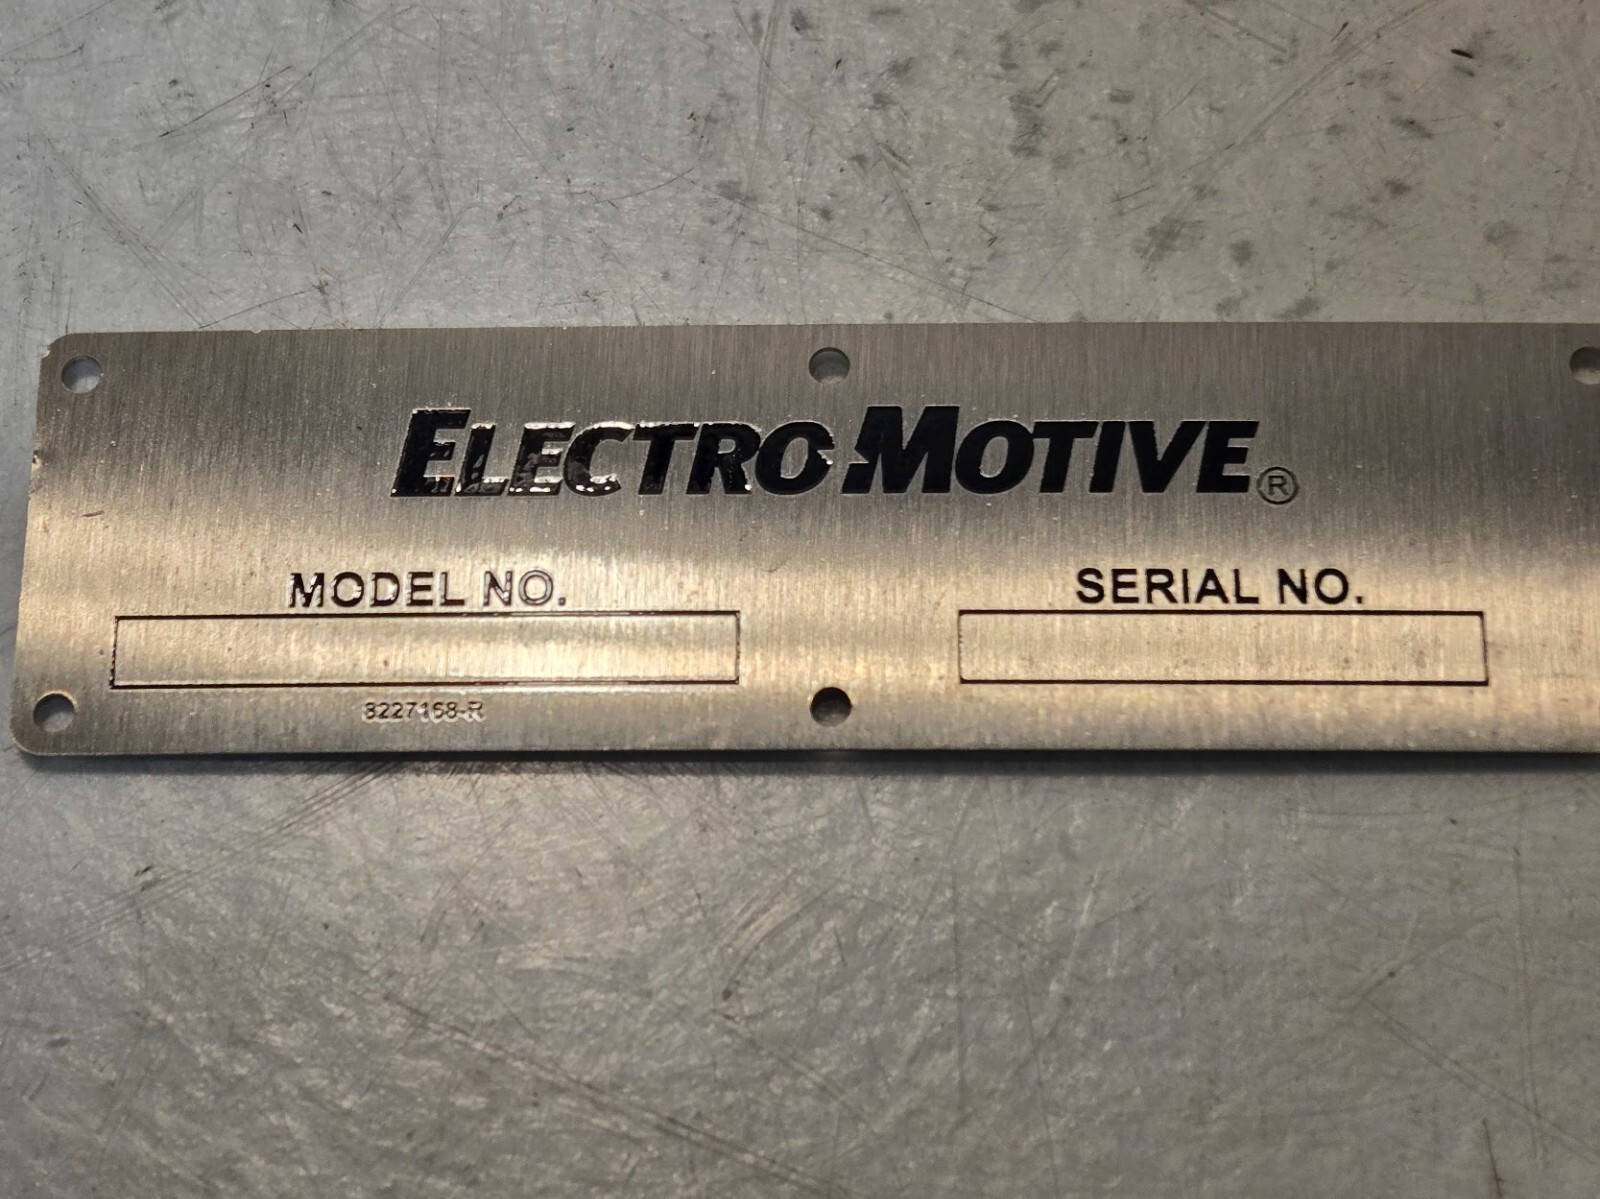 ELECTRO-MOTIVE®
MODEL NO.
SERIAL NO.
8227168-R